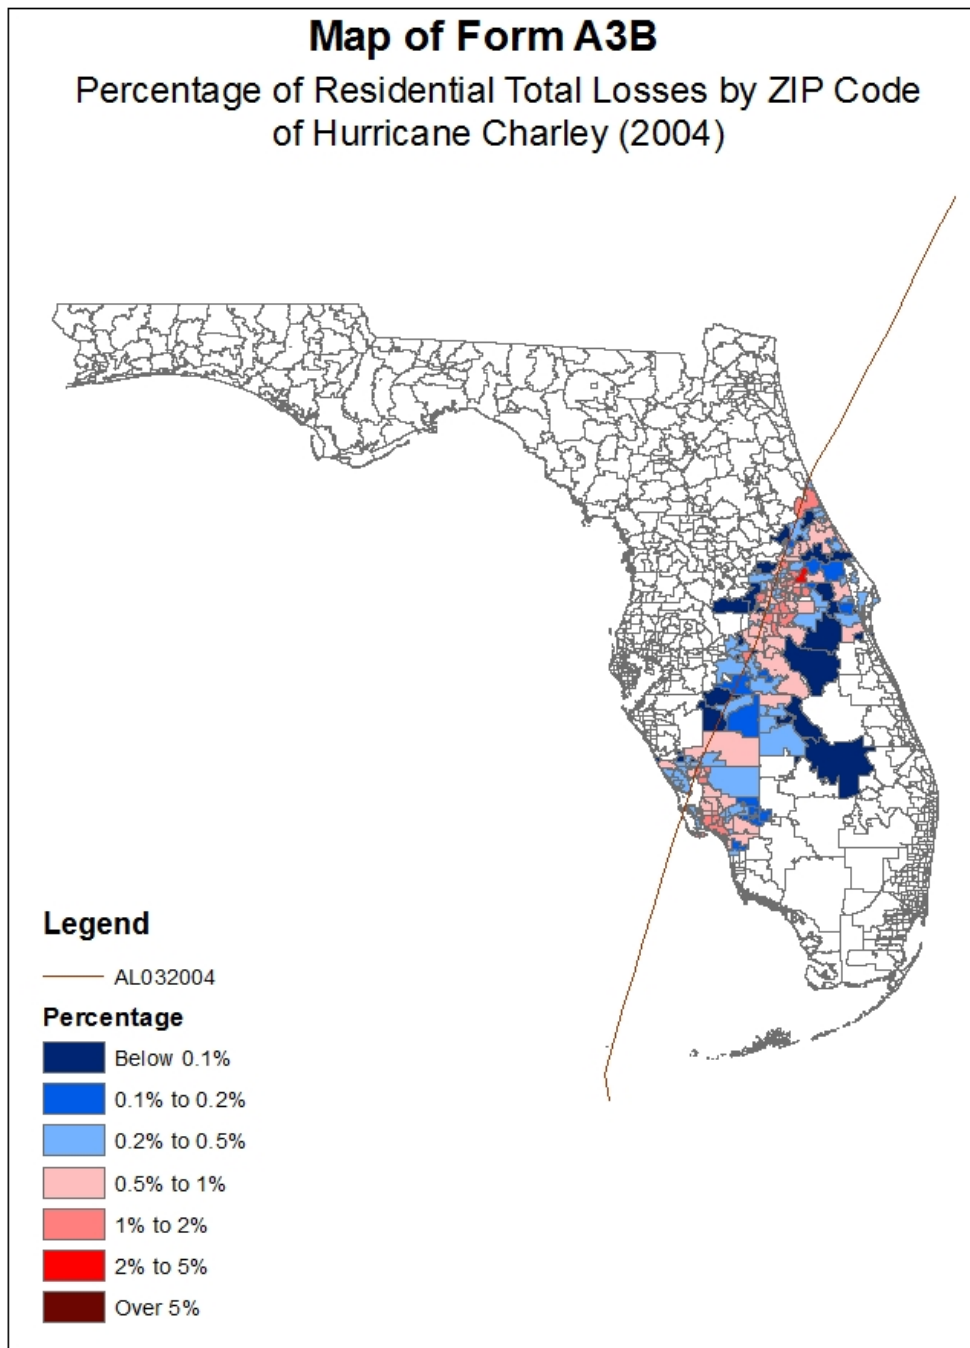 Map of Form A3B
Percentage of Residential Total Losses by ZIP Code
of Hurricane Charley (2004)
Legend
AL032004
Percentage
Below 0.1%
0.1% to 0.2%
0.2% to 0.5%
0.5% to 1%
1% to 2%
2% to 5%
Over 5%